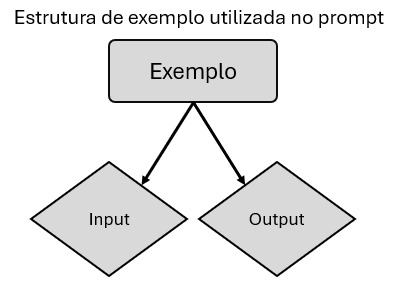 Estrutura de exemplo utilizada no prompt
Exemplo
Input
Output